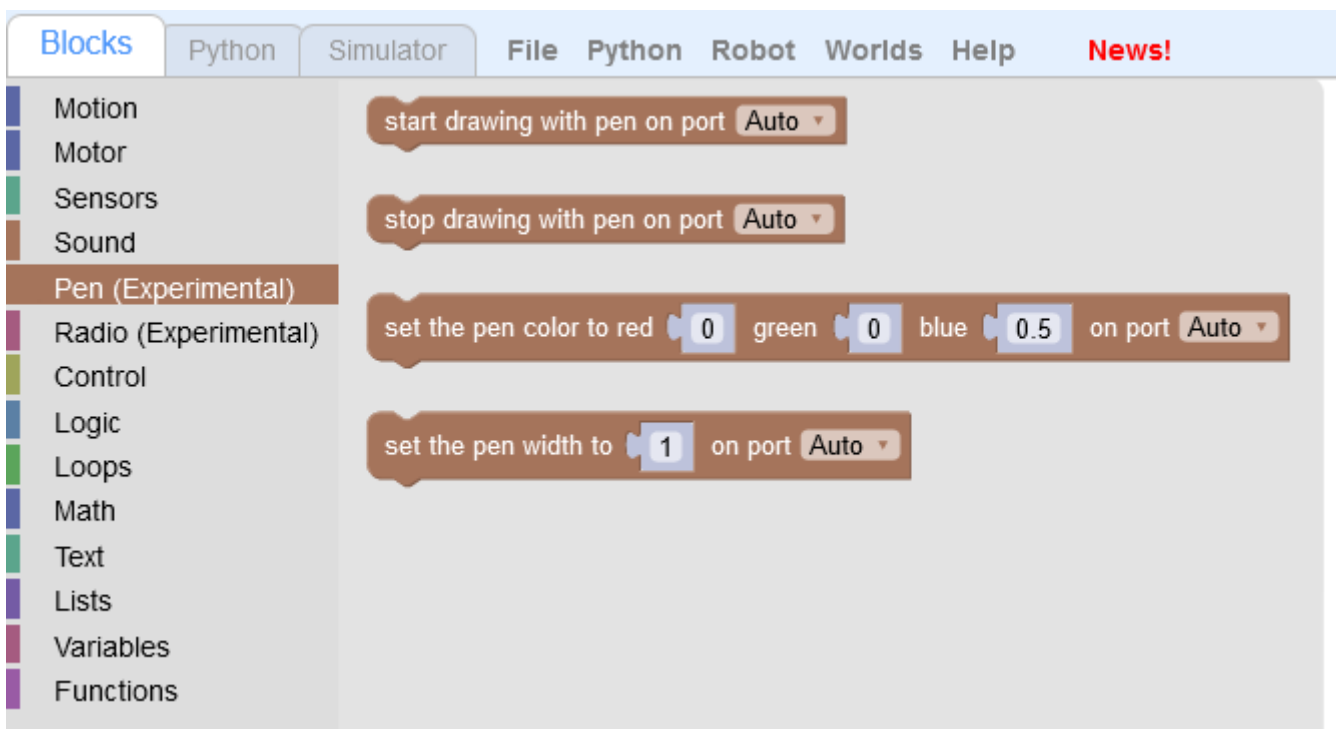 Blocks Python Simulator File Python Robot Worlds Help News!
Motion
Motor
Sensors
Sound
Pen (Experimental)
Radio (Experimental)
Control
Logic
Loops
Math
Text
Lists
Variables
Functions
start drawing with pen on port Auto
stop drawing with pen on port Auto
set the pen color to red 0 green 0 blue 0.5 on port Auto
set the pen width to 1 on port Auto